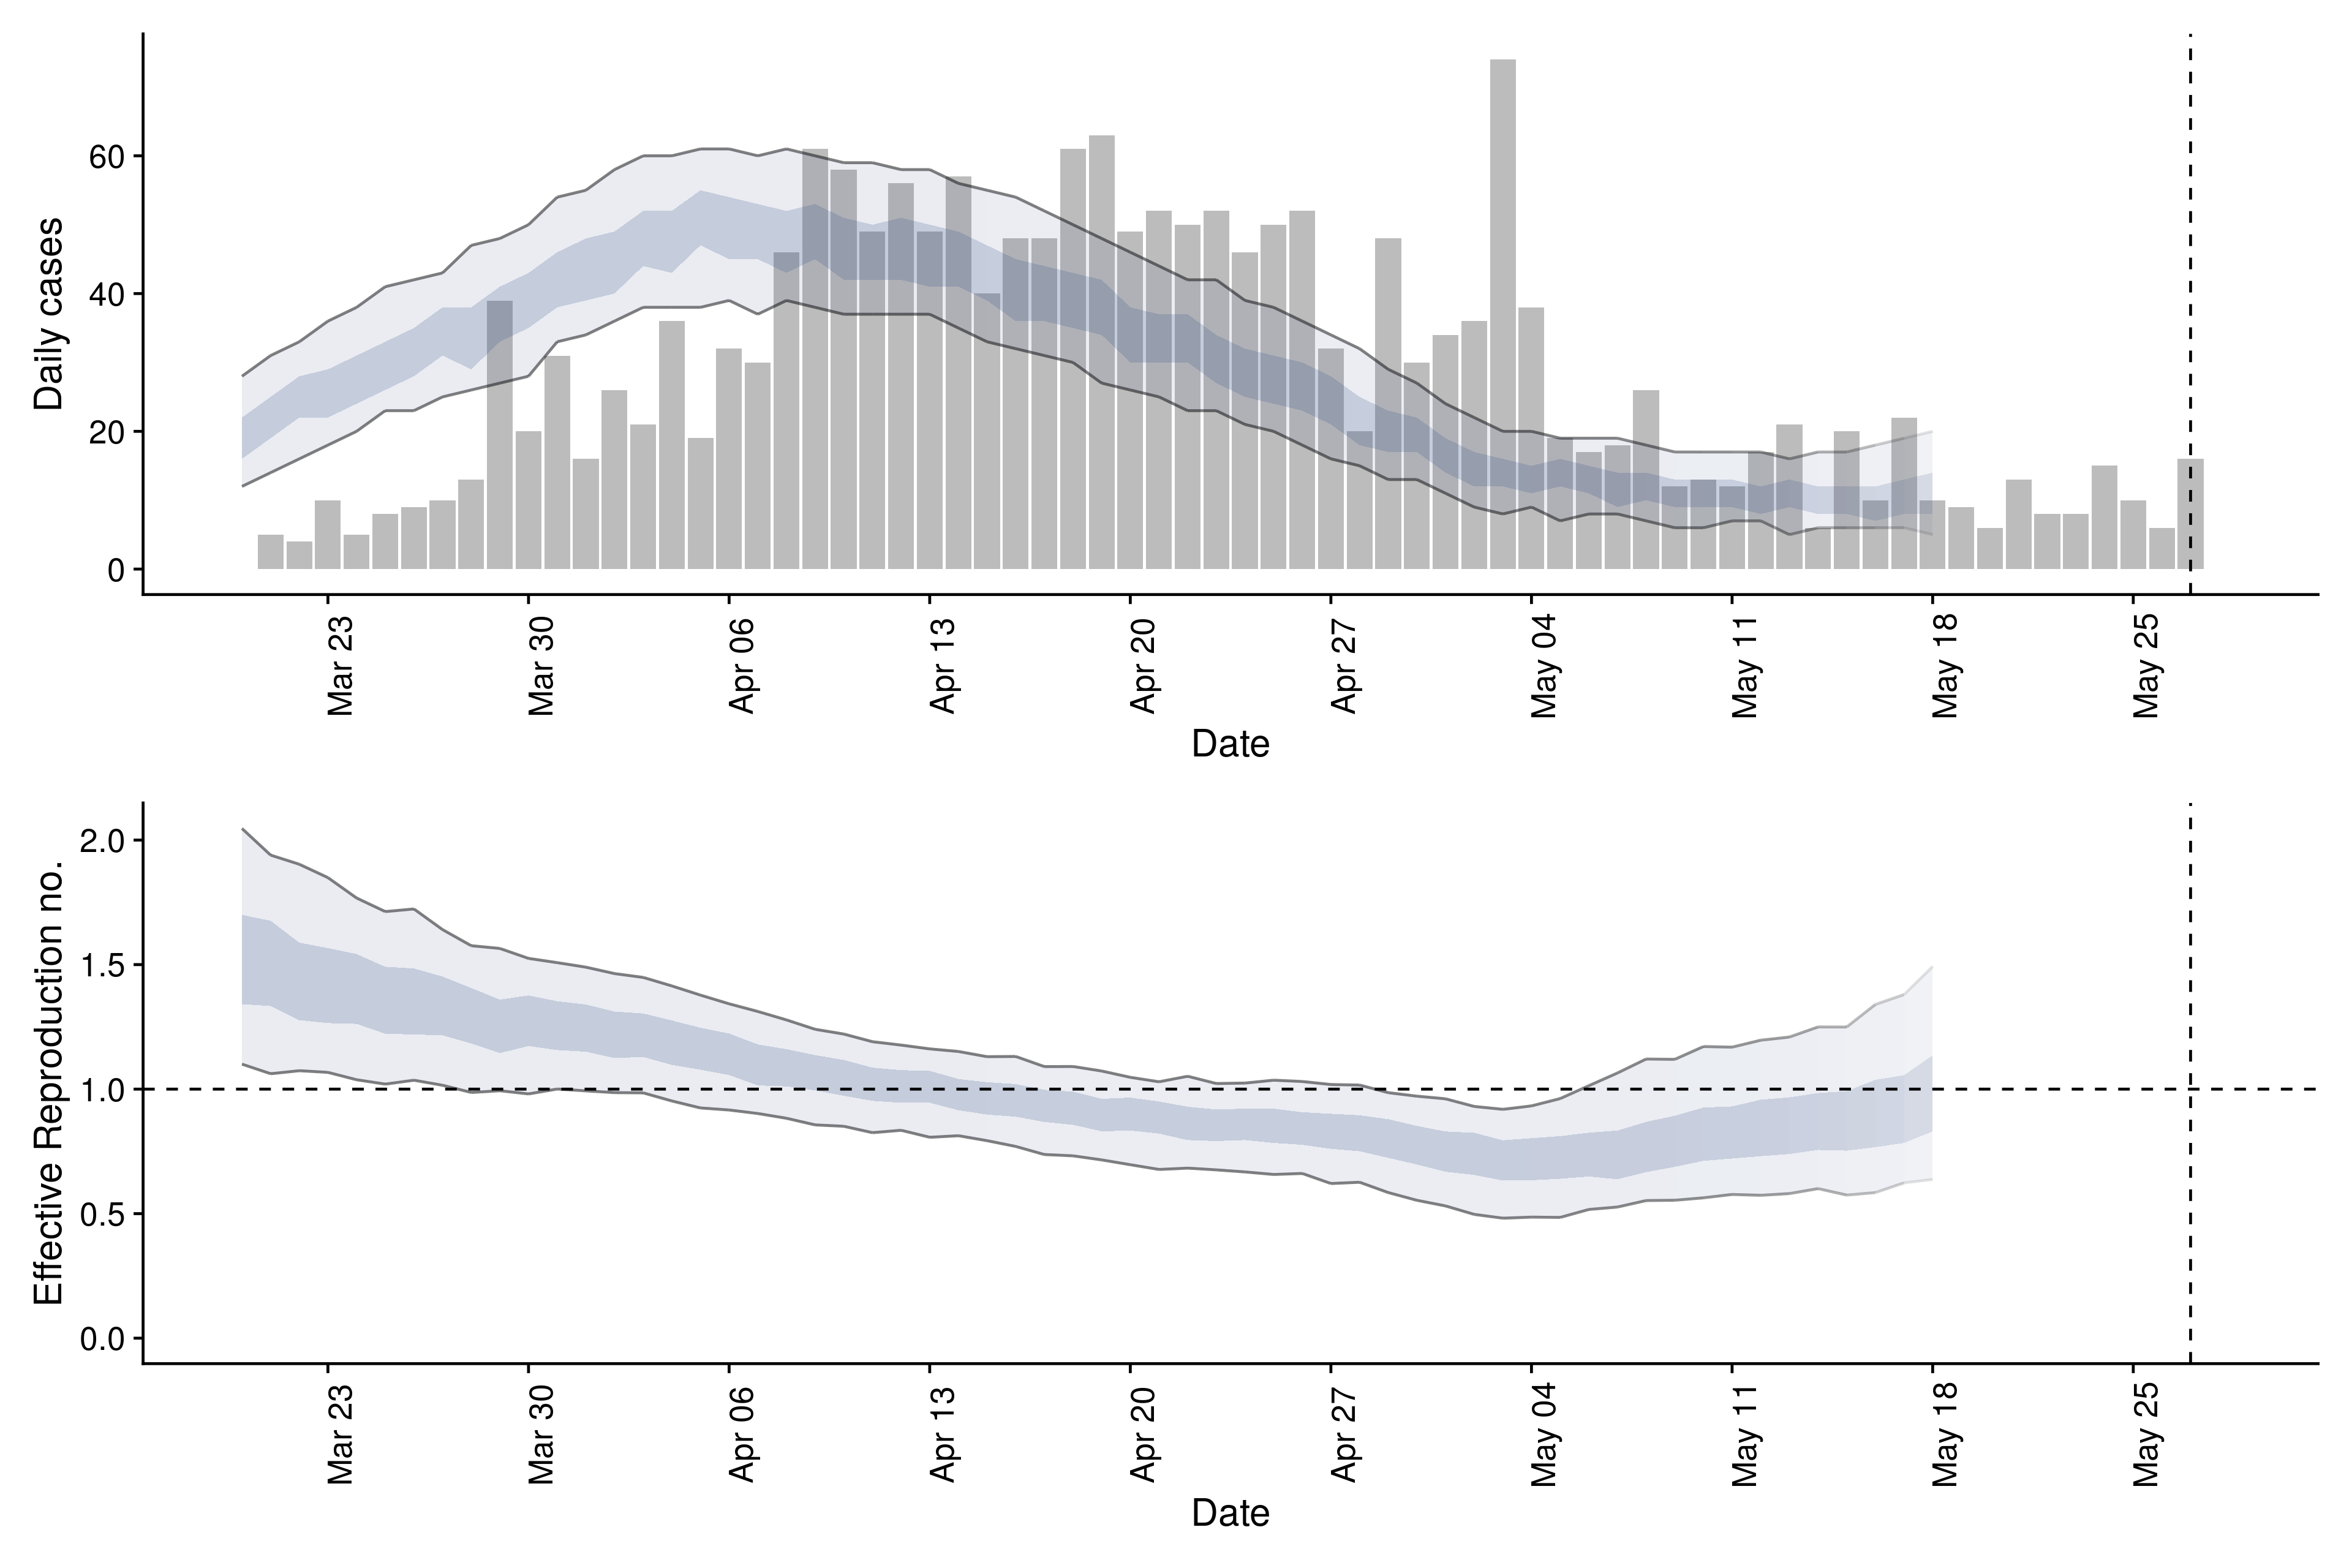 Daily cases
60
40
20
0
Mar 23
Mar 30
Apr 06
Apr 13
Apr 20
Apr 27
May 04
May 11
May 18
May 25
Date
Effective Reproduction no.
2.0
1.5
1.0
0.5
0.0
Mar 23
Mar 30
Apr 06
Apr 13
Apr 20
Apr 27
May 04
May 11
May 18
May 25
Date